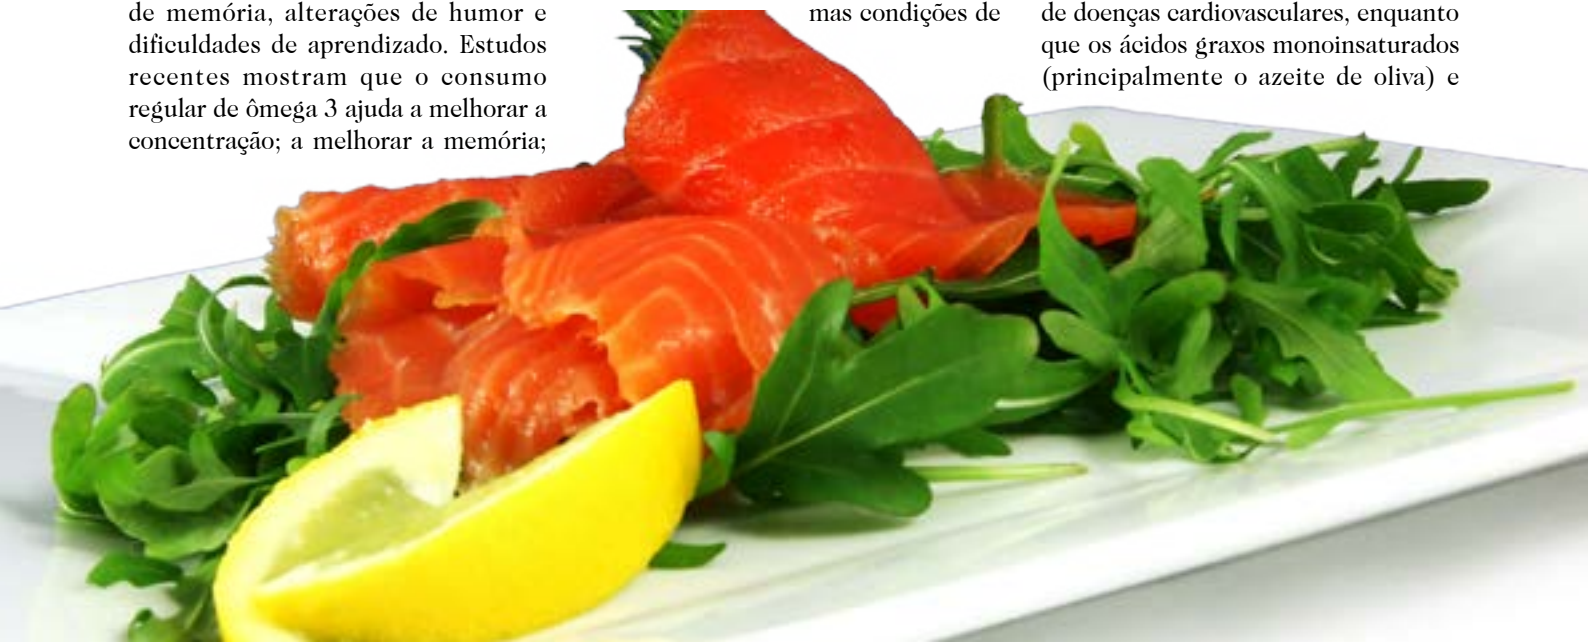 de memória, alterações de humor e
dificuldades de aprendizado. Estudos
recentes mostram que o consumo
regular de ômega 3 ajuda a melhorar a
concentração; a melhorar a memória;
mas condições de
de doenças cardiovasculares, enquanto
que os ácidos graxos monoinsaturados
(principalmente o azeite de oliva) e